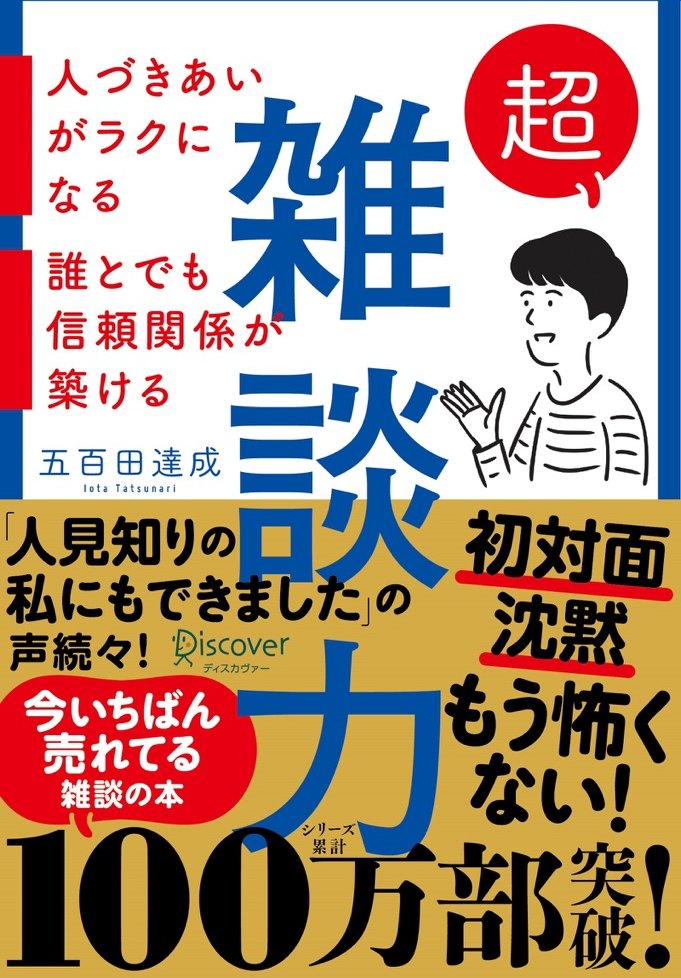 超
雑談力
人づきあい
がラクに
なる
誰とでも
信頼関係が
築ける
五百田達成
Iota Tatsunari
「人見知りの
私にもできました」の
声続々!
Discover
ディスカヴァー
初対面
沈黙
もう怖く
ない!
今いちばん
売れてる
雑談の本
シリーズ
累計
100万部突破!